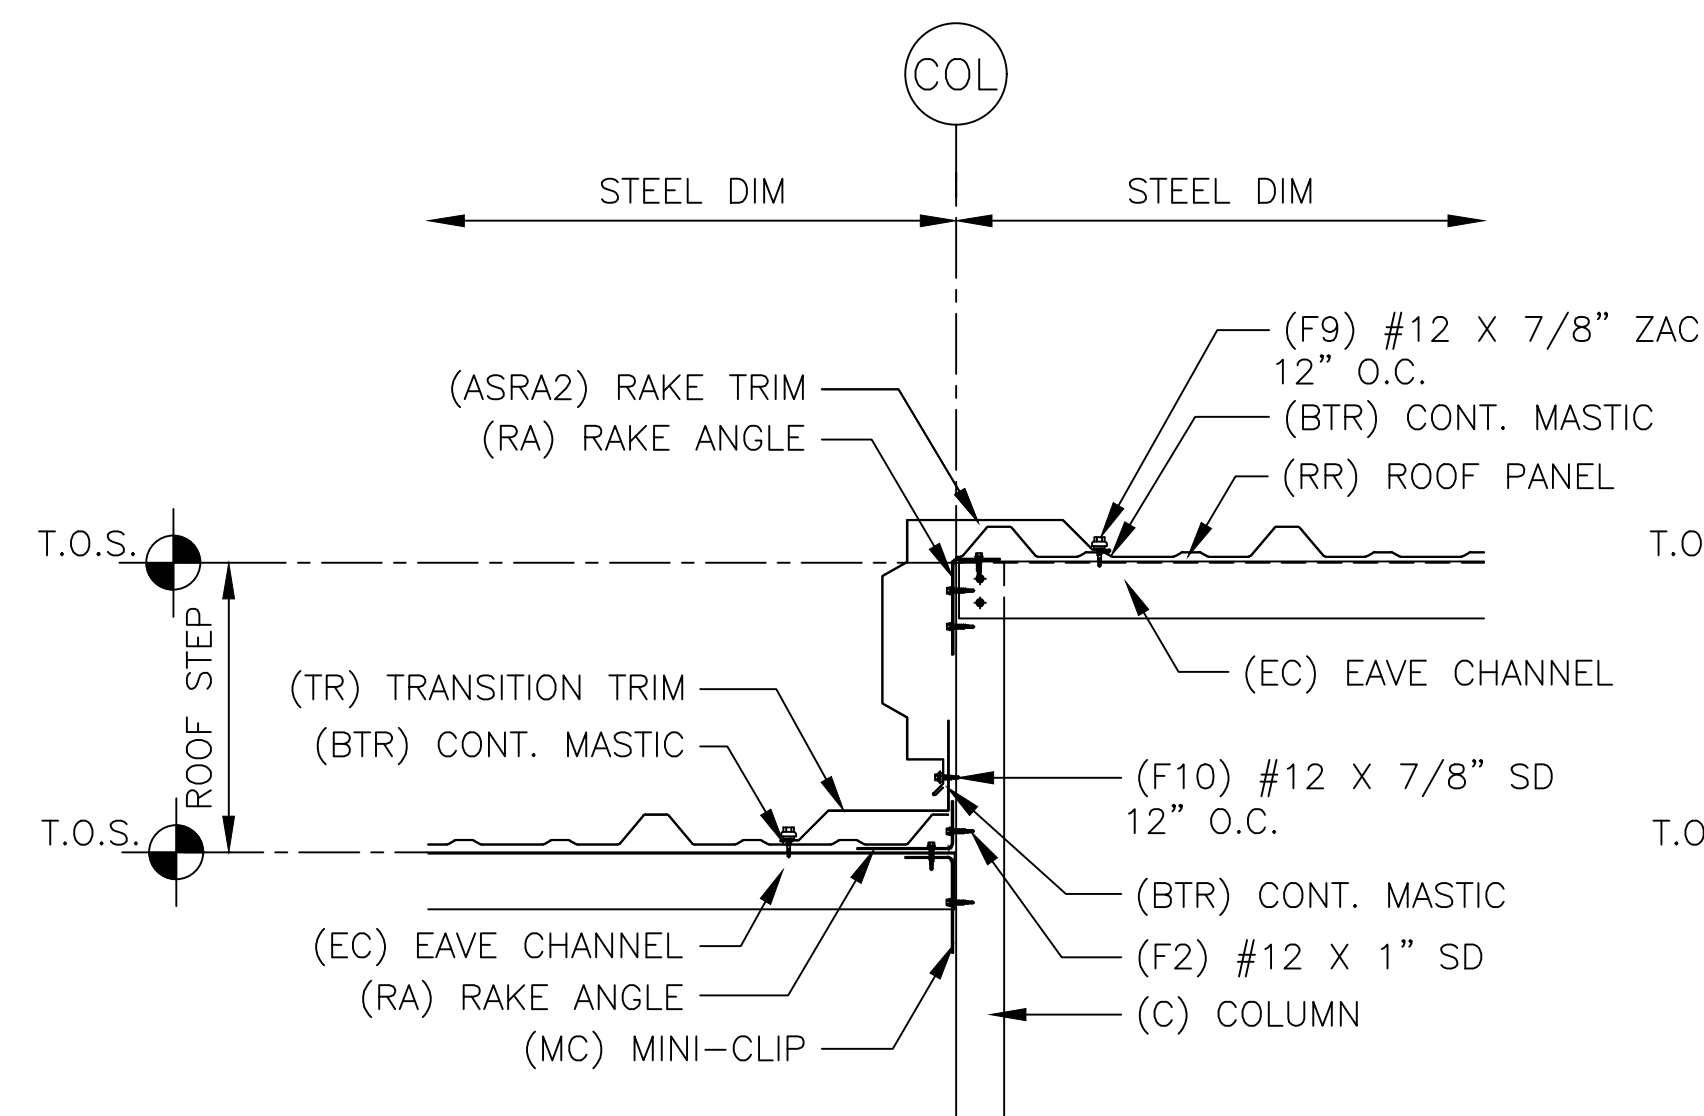 COL
STEEL DIM
STEEL DIM
(F9) #12 X 7/8” ZAC
12” O.C.
(ASRA2) RAKE TRIM
(BTR) CONT. MASTIC
(RA) RAKE ANGLE
(RR) ROOF PANEL
T.O.S.
T.O
ROOF STEP
(EC) EAVE CHANNEL
(TR) TRANSITION TRIM
(BTR) CONT. MASTIC
(F10) #12 X 7/8” SD
12” O.C.
T.O.S.
T.O
(BTR) CONT. MASTIC
(EC) EAVE CHANNEL
(F2) #12 X 1” SD
(RA) RAKE ANGLE
(C) COLUMN
(MC) MINI-CLIP